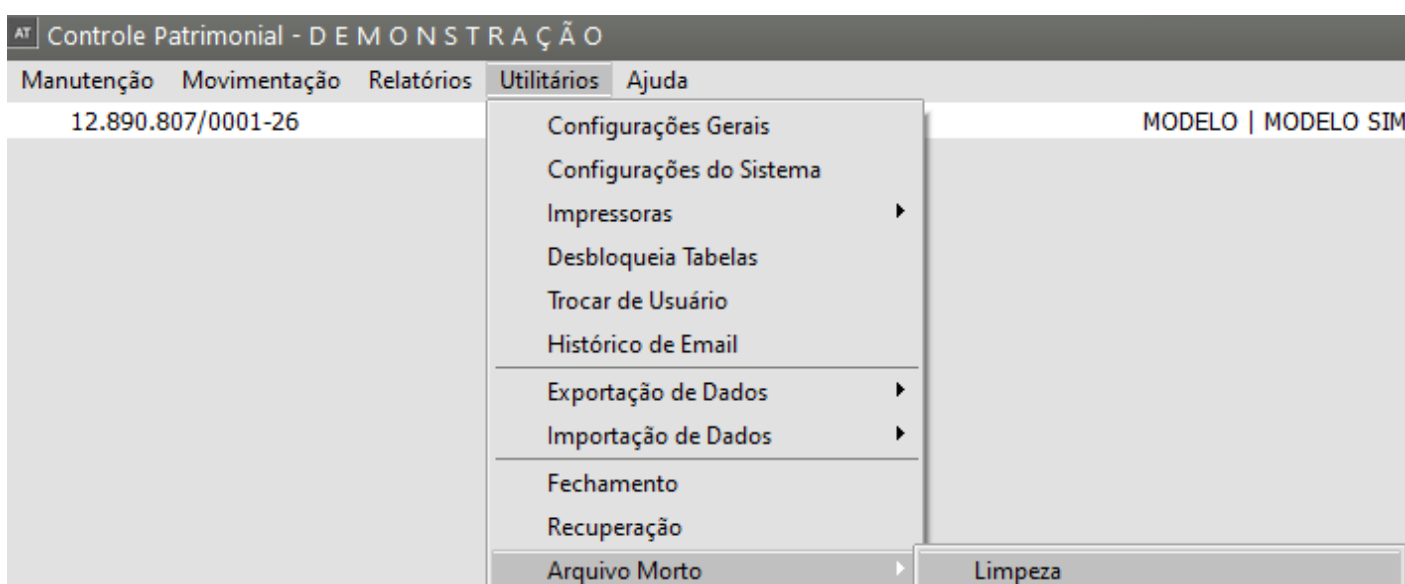 AT Controle Patrimonial - D E M O N S T R A Ç Ã O
Manutenção Movimentação Relatórios Utilitários Ajuda
12.890.807/0001-26 MODELO | MODELO SIM
Configurações Gerais
Configurações do Sistema
Impressoras
Desbloqueia Tabelas
Trocar de Usuário
Histórico de Email
Exportação de Dados
Importação de Dados
Fechamento
Recuperação
Arquivo Morto Limpeza